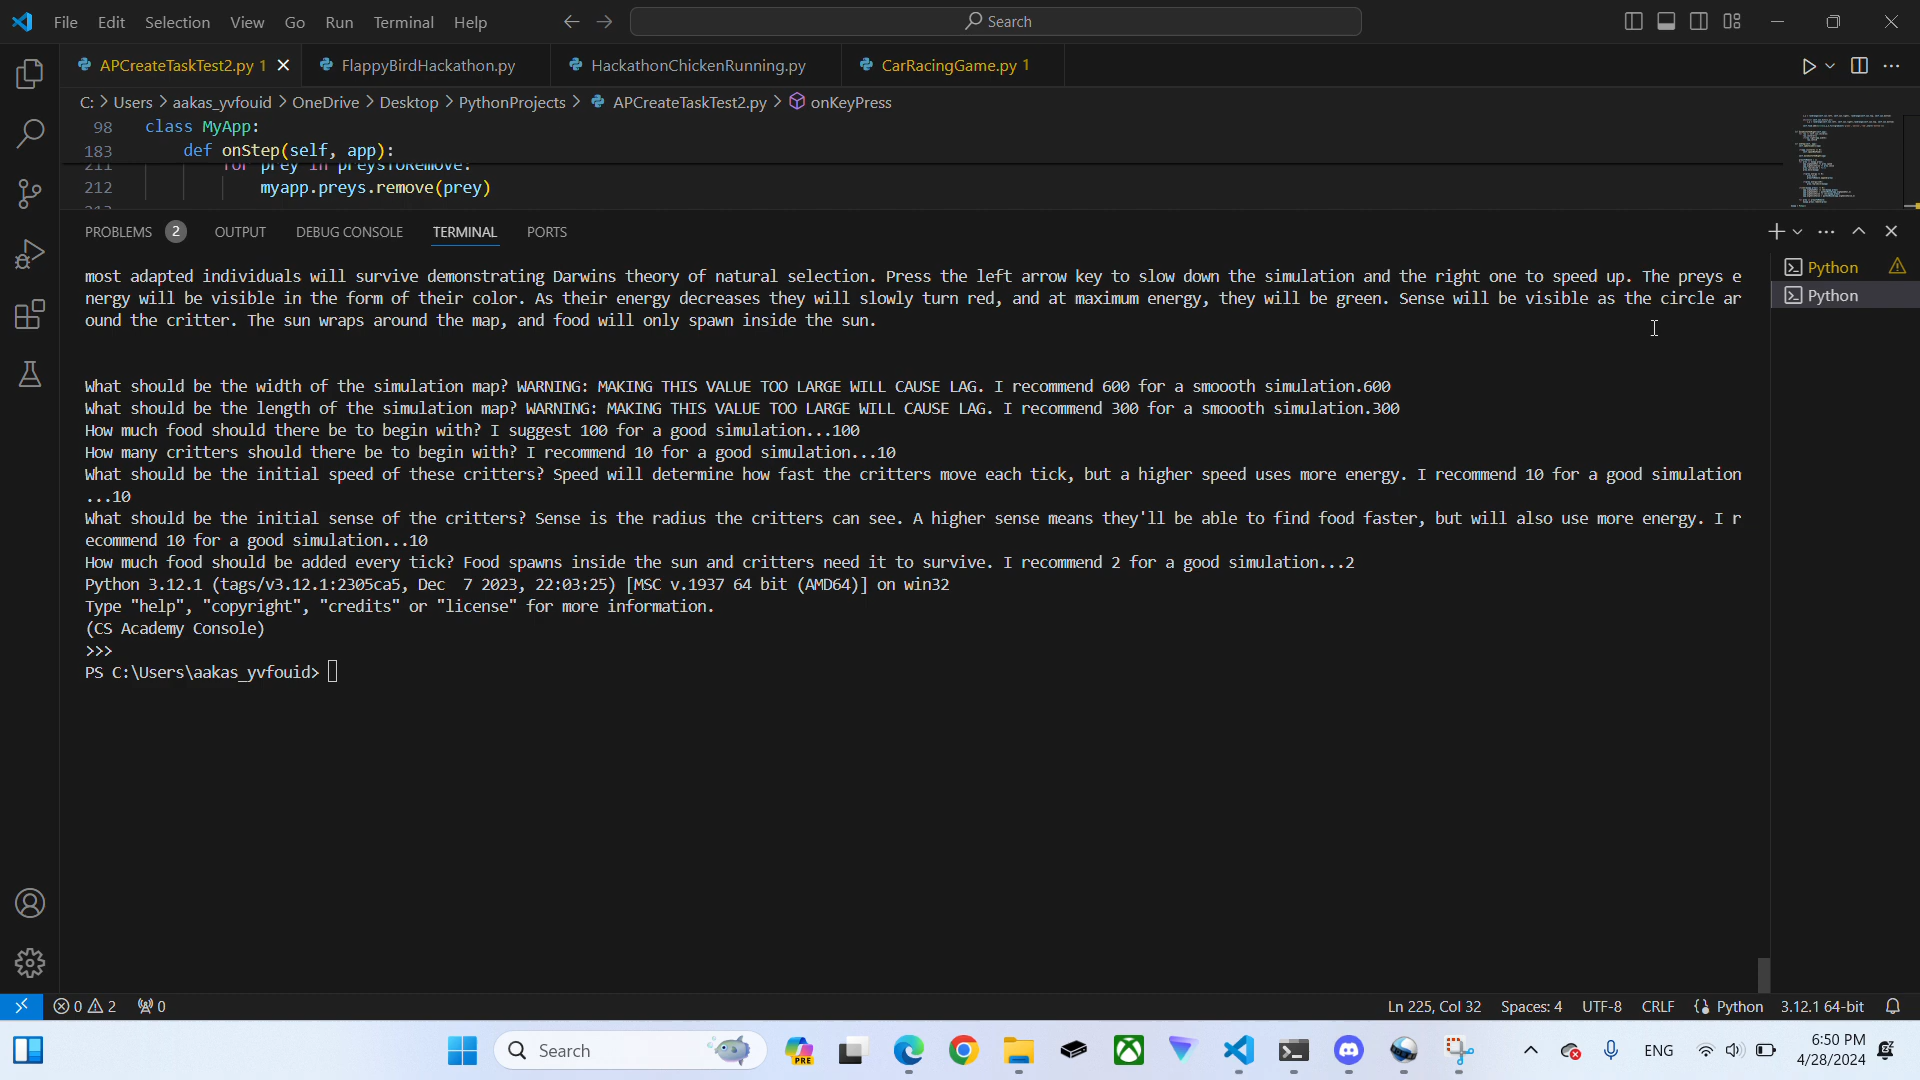 File Edit Selection View Go Run Terminal Help
Search
APCreateTaskTest2.py 1
FlappyBirdHackathon.py
HackathonChickenRunning.py
CarRacingGame.py 1
C: > Users > aakas_yvfouid > OneDrive > Desktop > PythonProjects > APCreateTaskTest2.py > onKeyPress
98 class MyApp:
183 def onStep(self, app):
211 for prey in preysToRemove:
212 myapp.preys.remove(prey)
PROBLEMS 2 OUTPUT DEBUG CONSOLE TERMINAL PORTS
most adapted individuals will survive demonstrating Darwins theory of natural selection. Press the left arrow key to slow down the simulation and the right one to speed up. The preys e
nergy will be visible in the form of their color. As their energy decreases they will slowly turn red, and at maximum energy, they will be green. Sense will be visible as the circle ar
ound the critter. The sun wraps around the map, and food will only spawn inside the sun.
What should be the width of the simulation map? WARNING: MAKING THIS VALUE TOO LARGE WILL CAUSE LAG. I recommend 600 for a smoooth simulation.600
What should be the length of the simulation map? WARNING: MAKING THIS VALUE TOO LARGE WILL CAUSE LAG. I recommend 300 for a smoooth simulation.300
How much food should there be to begin with? I suggest 100 for a good simulation...100
How many critters should there be to begin with? I recommend 10 for a good simulation...10
What should be the initial speed of these critters? Speed will determine how fast the critters move each tick, but a higher speed uses more energy. I recommend 10 for a good simulation
...10
What should be the initial sense of the critters? Sense is the radius the critters can see. A higher sense means they'll be able to find food faster, but will also use more energy. I r
ecommend 10 for a good simulation...10
How much food should be added every tick? Food spawns inside the sun and critters need it to survive. I recommend 2 for a good simulation...2
Python 3.12.1 (tags/v3.12.1:2305ca5, Dec  7 2023, 22:03:25) [MSC v.1937 64 bit (AMD64)] on win32
Type "help", "copyright", "credits" or "license" for more information.
(CS Academy Console)
>>>
PS C:\Users\aakas_yvfouid>
Python
Python
0 2 0
Ln 225, Col 32 Spaces: 4 UTF-8 CRLF Python 3.12.1 64-bit
Search
PRE
ENG
6:50 PM
4/28/2024